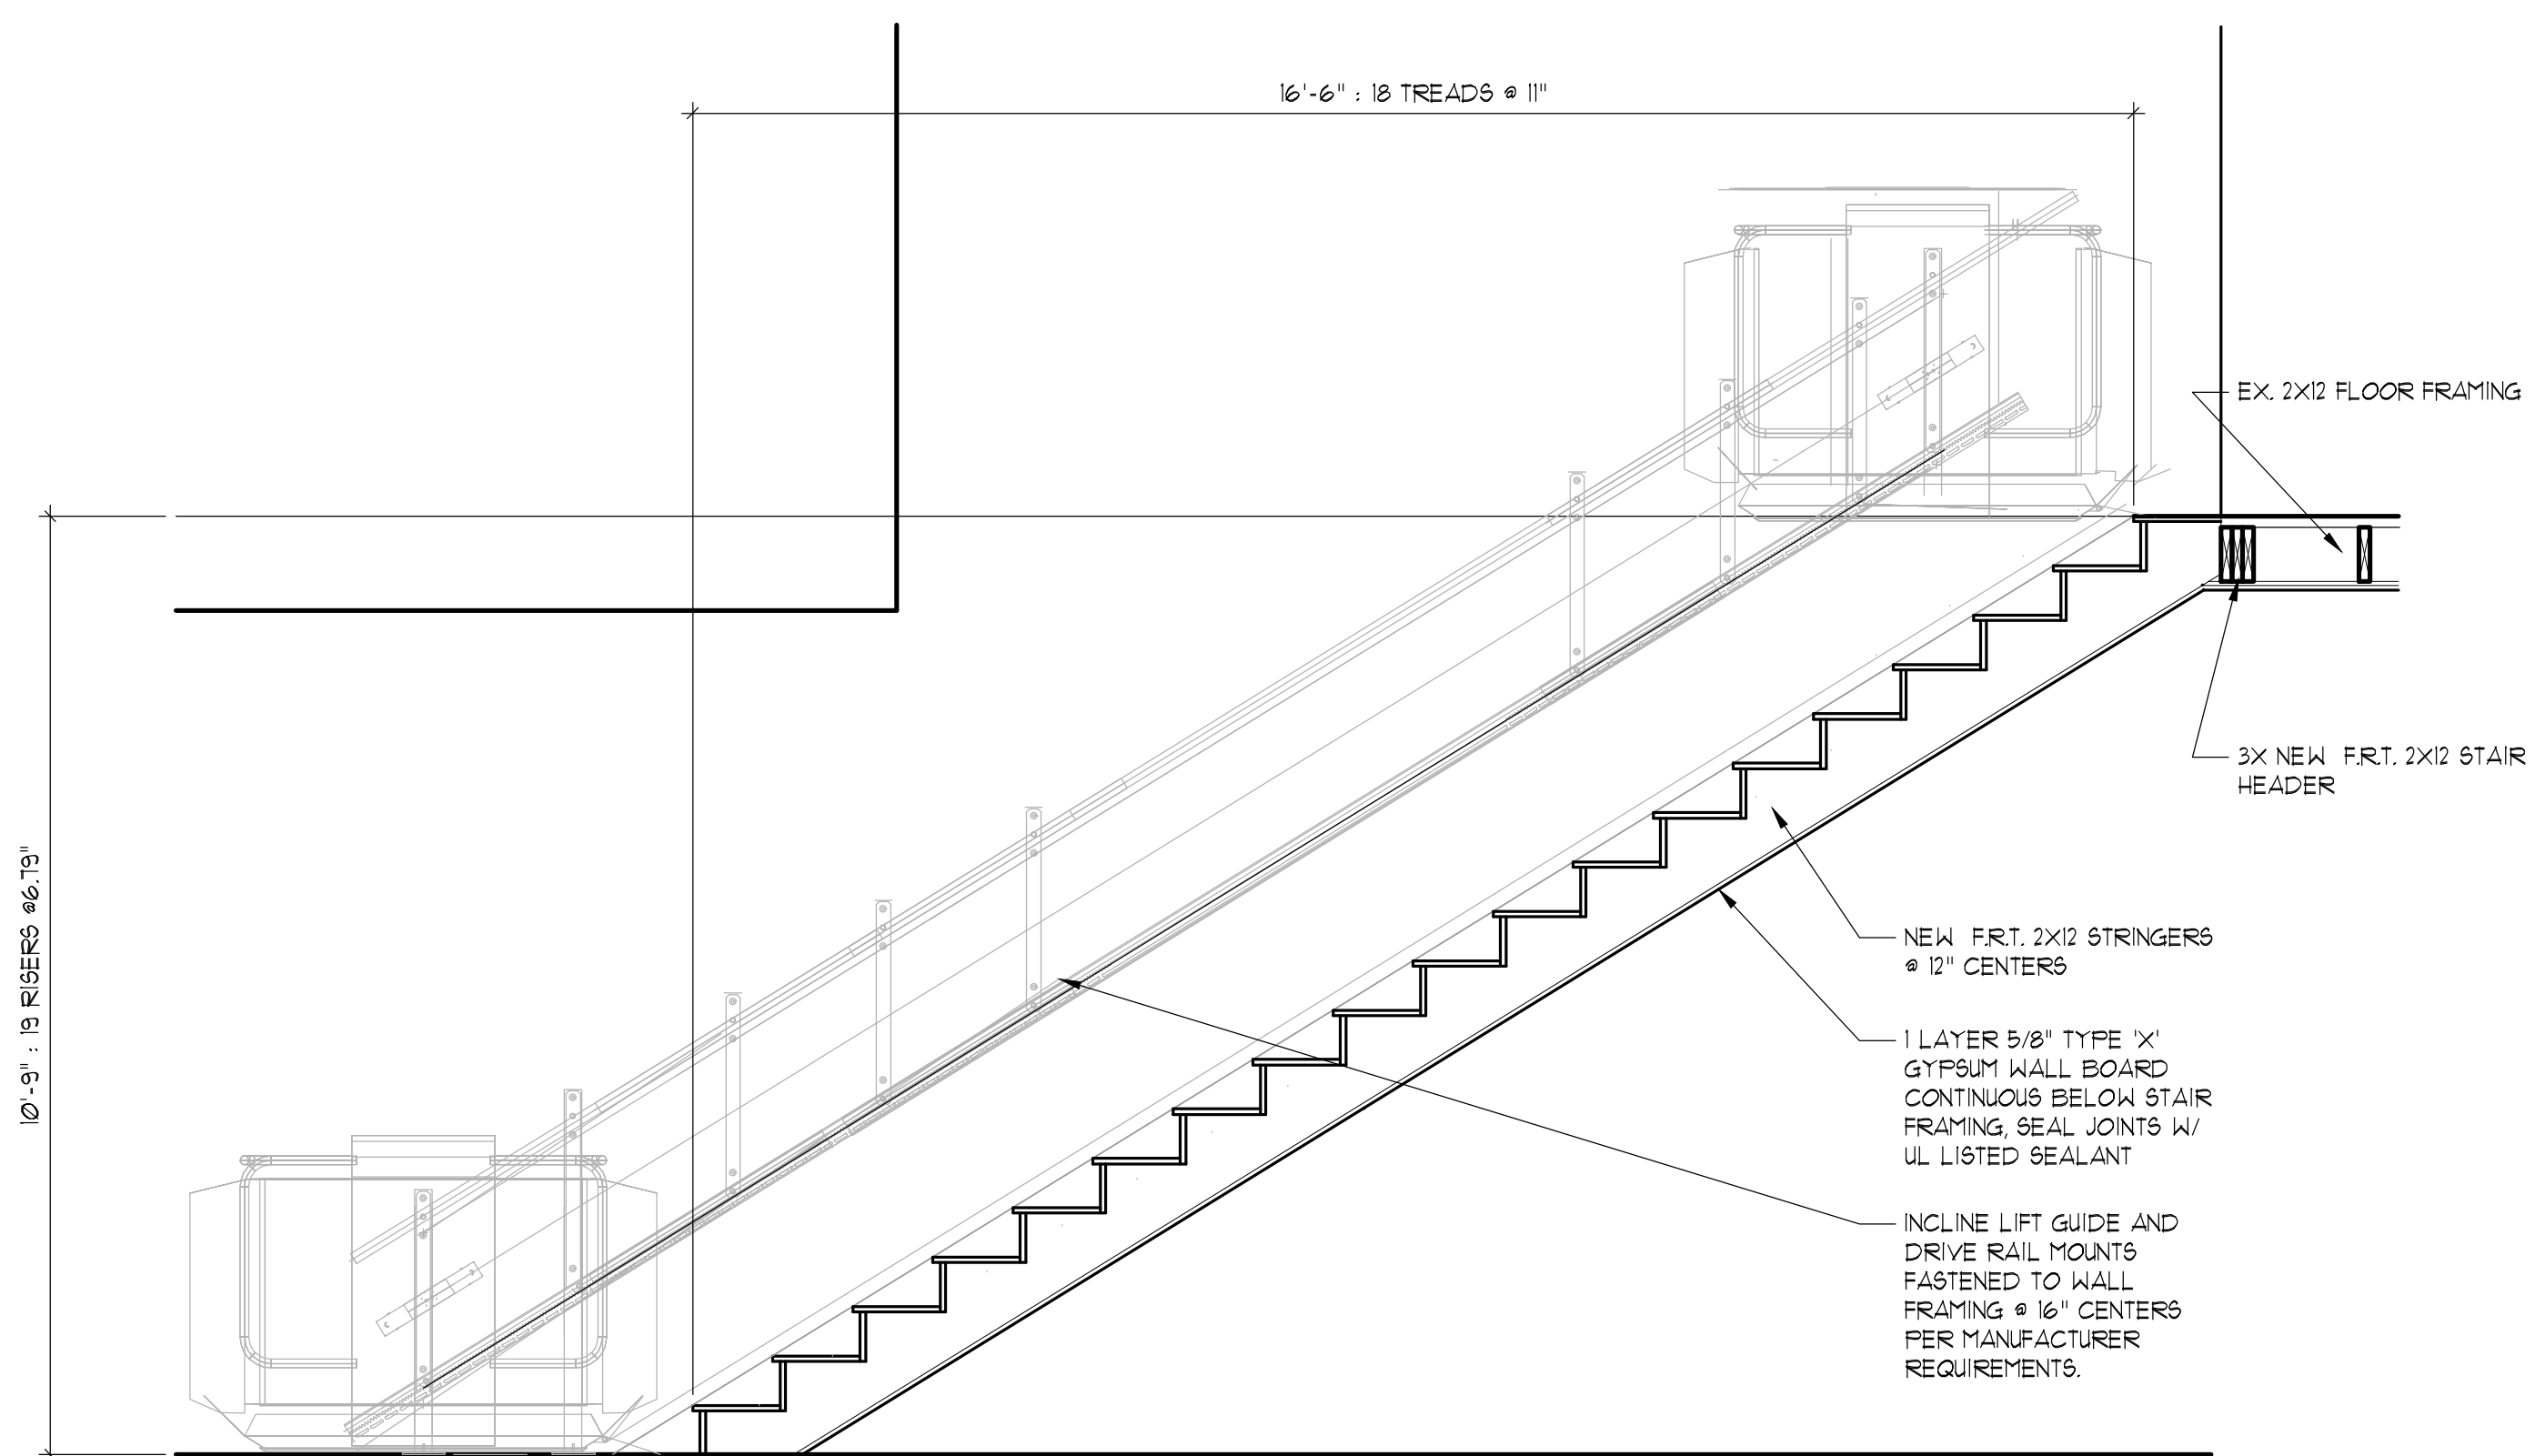 16'-6" : 18 TREADS @ 11"
EX. 2X12 FLOOR FRAMING
3X NEW F.R.T. 2X12 STAIR
HEADER
10'-9" : 19 RISERS @6.79"
NEW F.R.T. 2X12 STRINGERS
@ 12" CENTERS
1 LAYER 5/8" TYPE 'X'
GYPSUM WALL BOARD
CONTINUOUS BELOW STAIR
FRAMING, SEAL JOINTS W/
UL LISTED SEALANT
INCLINE LIFT GUIDE AND
DRIVE RAIL MOUNTS
FASTENED TO WALL
FRAMING @ 16" CENTERS
PER MANUFACTURER
REQUIREMENTS.